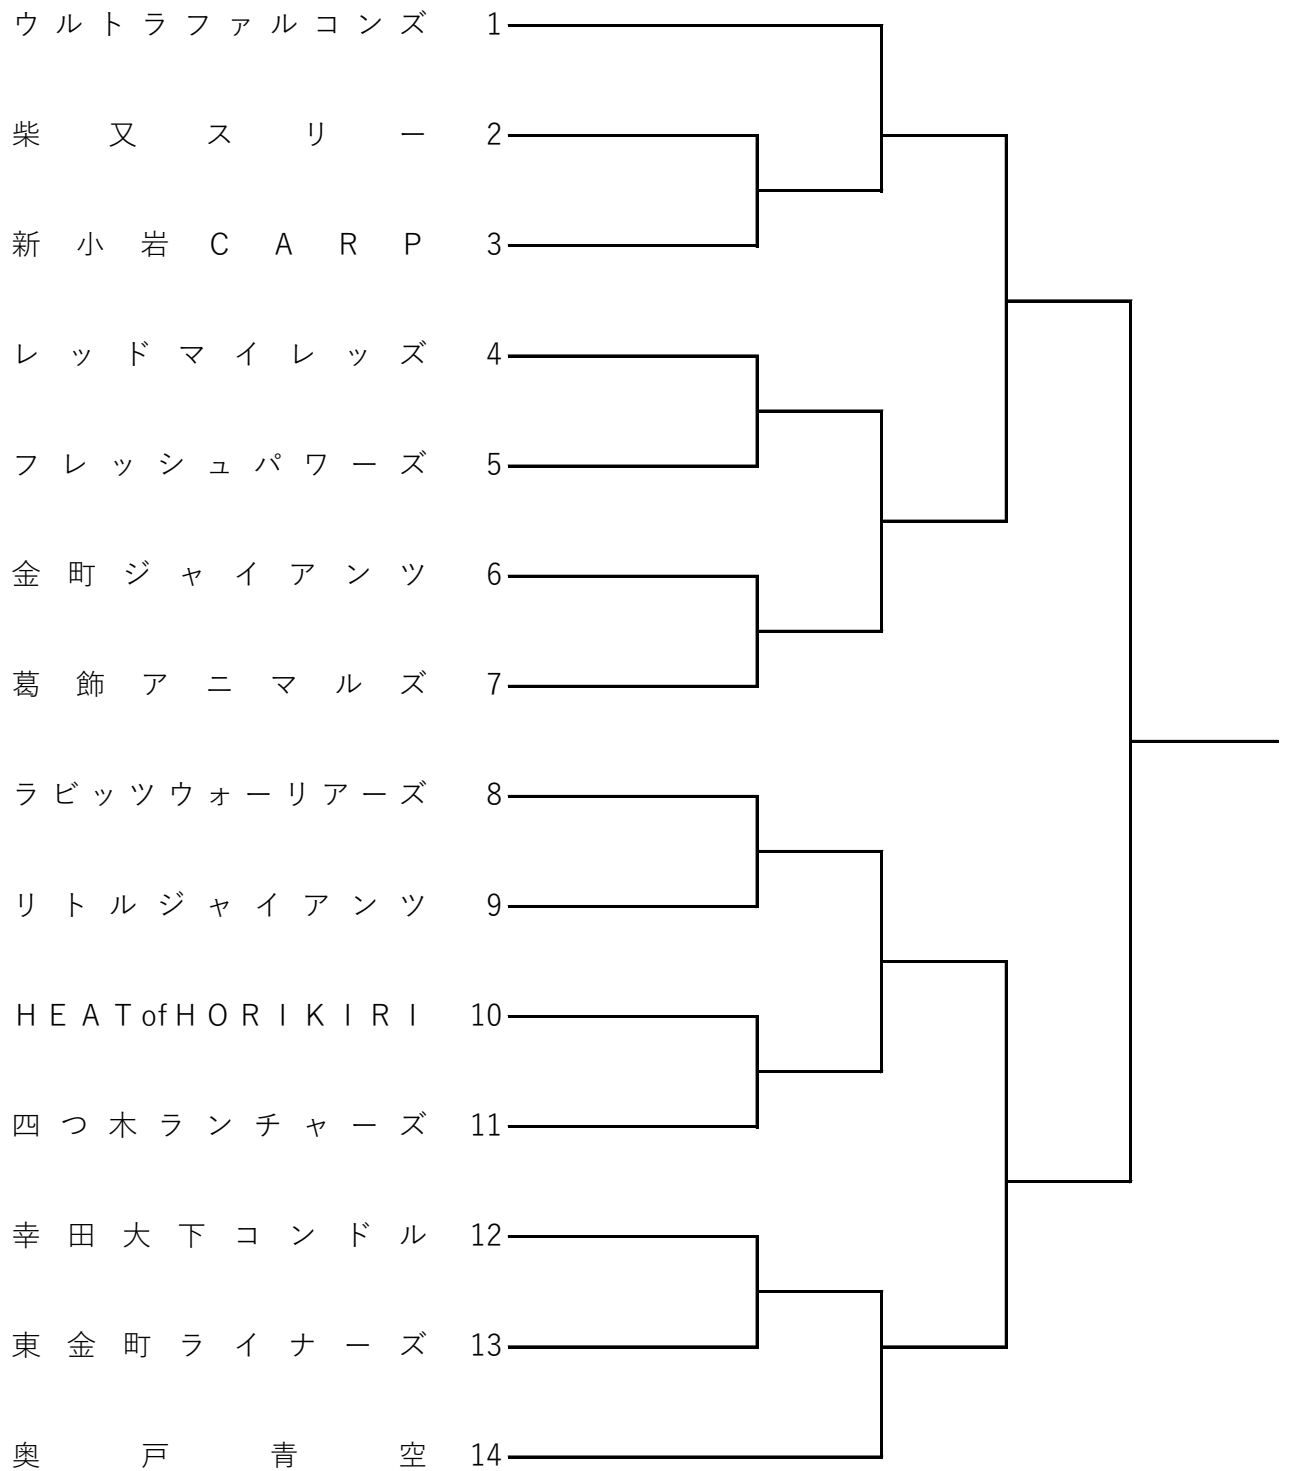 ウルトラファルコンズ 1
柴又スリー 2
新小岩CARP 3
レッドマイレッズ 4
フレッシュパワーズ 5
金町ジャイアンツ 6
葛飾アニマルズ 7
ラビッツウォーリアーズ 8
リトルジャイアンツ 9
HEATofHORIKIRI 10
四つ木ランチャーズ 11
幸田大下コンドル 12
東金町ライナーズ 13
奥戸青空 14